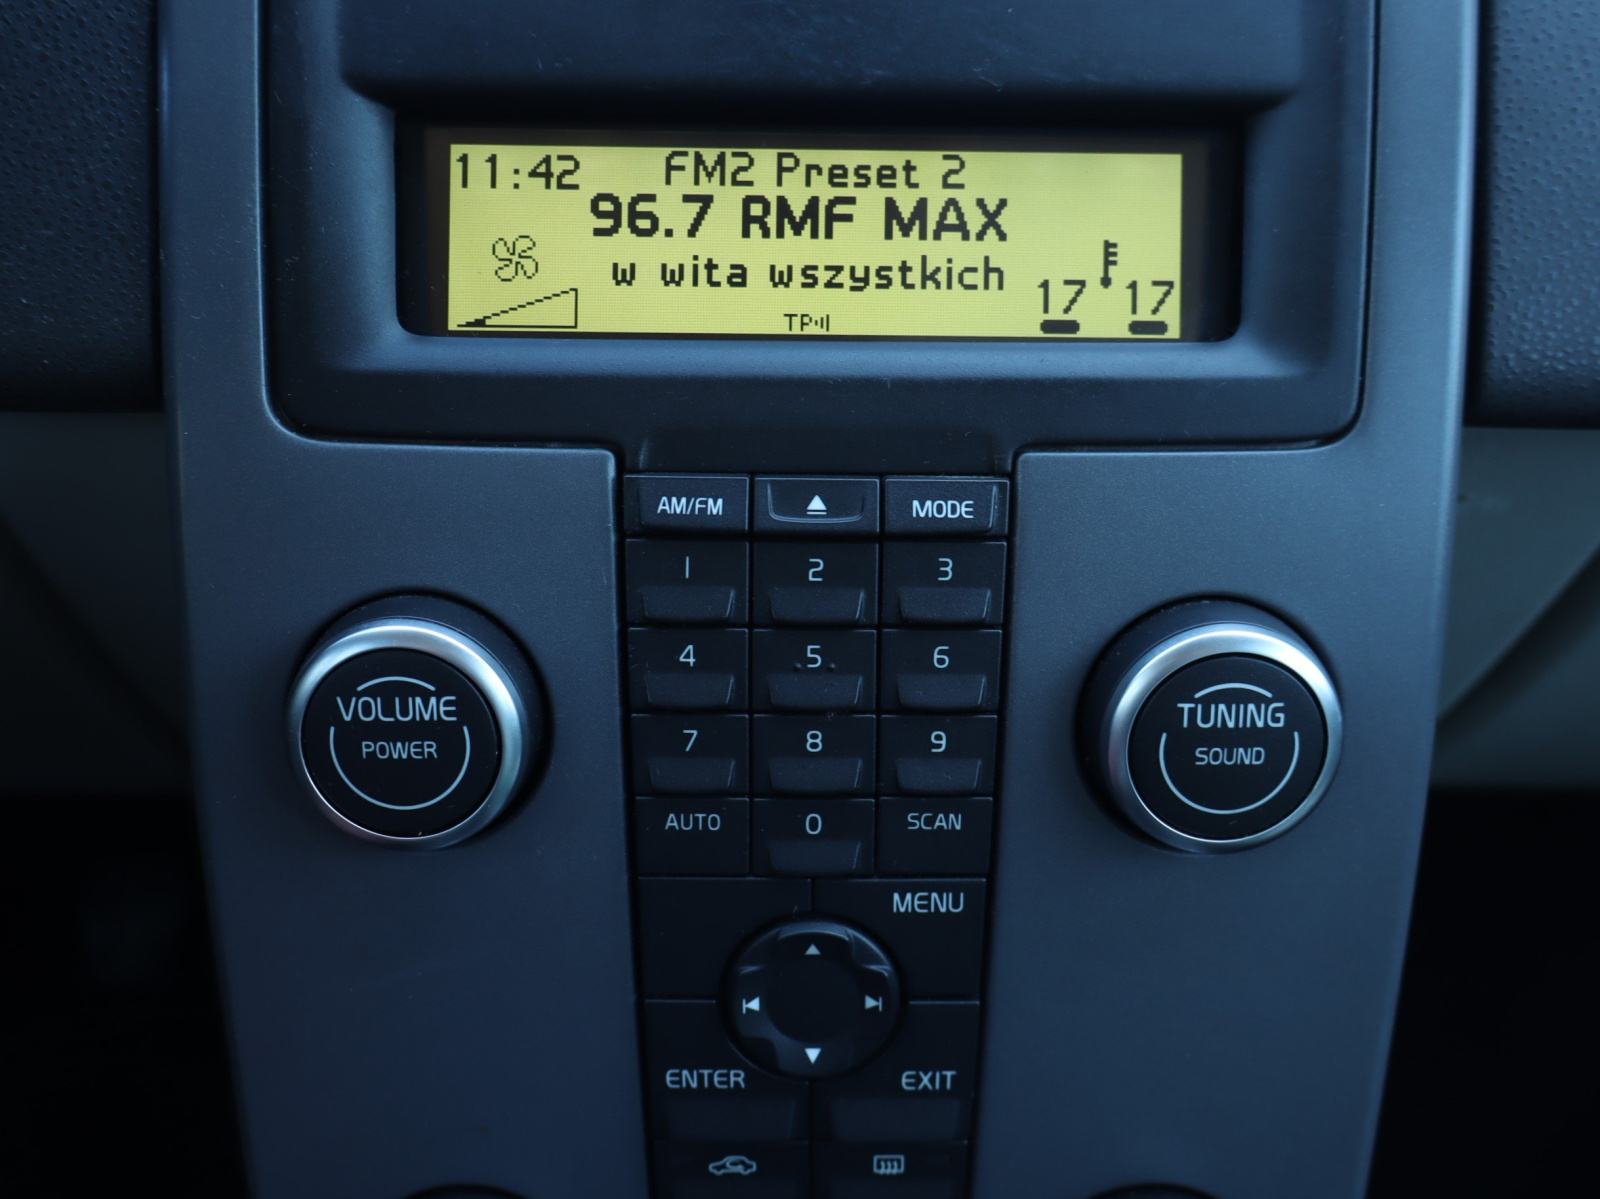 11:42 FM2 Preset 2
96.7 RMF MAX
w wita wszystkich
17 17
TP
AM/FM MODE
1 2 3
4 5 6
7 8 9
AUTO 0 SCAN
VOLUME
POWER
TUNING
SOUND
MENU
ENTER EXIT